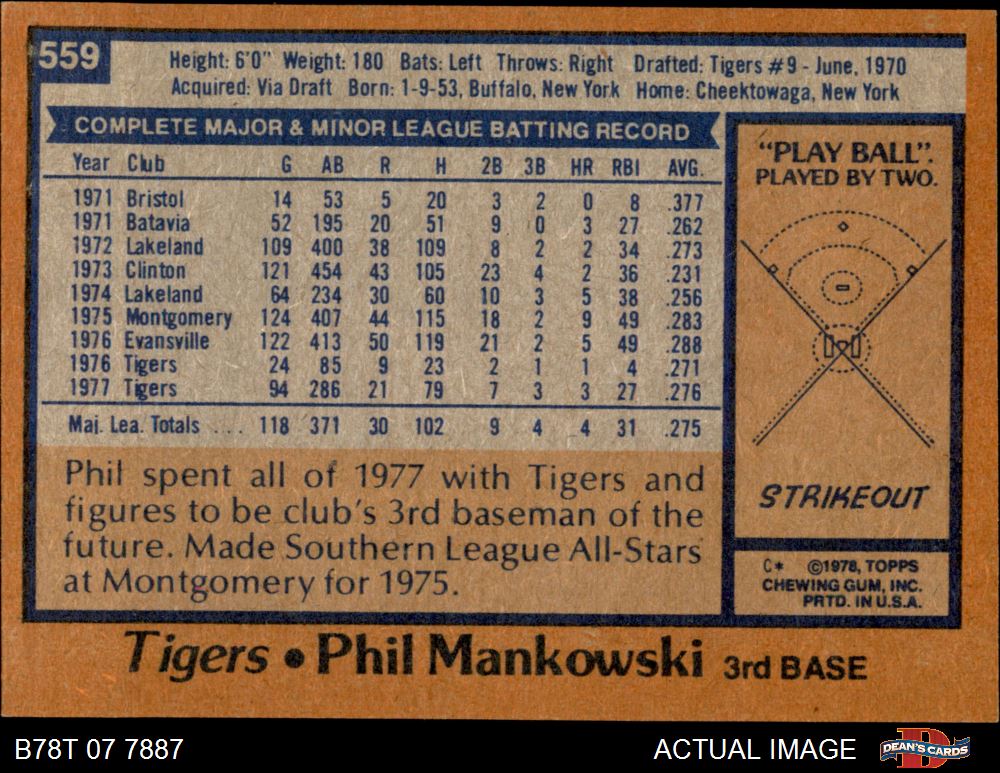 559
Height: 6'0" Weight: 180 Bats: Left Throws: Right Drafted: Tigers #9 - June, 1970
Acquired: Via Draft Born: 1-9-53, Buffalo, New York Home: Cheektowaga, New York
COMPLETE MAJOR & MINOR LEAGUE BATTING RECORD
Year Club G AB R H 2B 3B HR RBI AVG.
1971 Bristol 14 53 5 20 3 2 0 8 .377
1971 Batavia 52 195 20 51 9 0 3 27 .262
1972 Lakeland 109 400 38 109 8 2 2 34 .273
1973 Clinton 121 454 43 105 23 4 2 36 .231
1974 Lakeland 64 234 30 60 10 3 5 38 .256
1975 Montgomery 124 407 44 115 18 2 9 49 .283
1976 Evansville 122 413 50 119 21 2 5 49 .288
1976 Tigers 24 85 9 23 2 1 1 4 .271
1977 Tigers 94 286 21 79 7 3 3 27 .276
Maj. Lea. Totals .... 118 371 30 102 9 4 4 31 .275
Phil spent all of 1977 with Tigers and
figures to be club's 3rd baseman of the
future. Made Southern League All-Stars
at Montgomery for 1975.
"PLAY BALL".
PLAYED BY TWO.
STRIKEOUT
C* ©1978, TOPPS
CHEWING GUM, INC.
PRTD. IN U.S.A.
Tigers • Phil Mankowski 3rd BASE
B78T 07 7887
ACTUAL IMAGE
DEAN'S CARDS